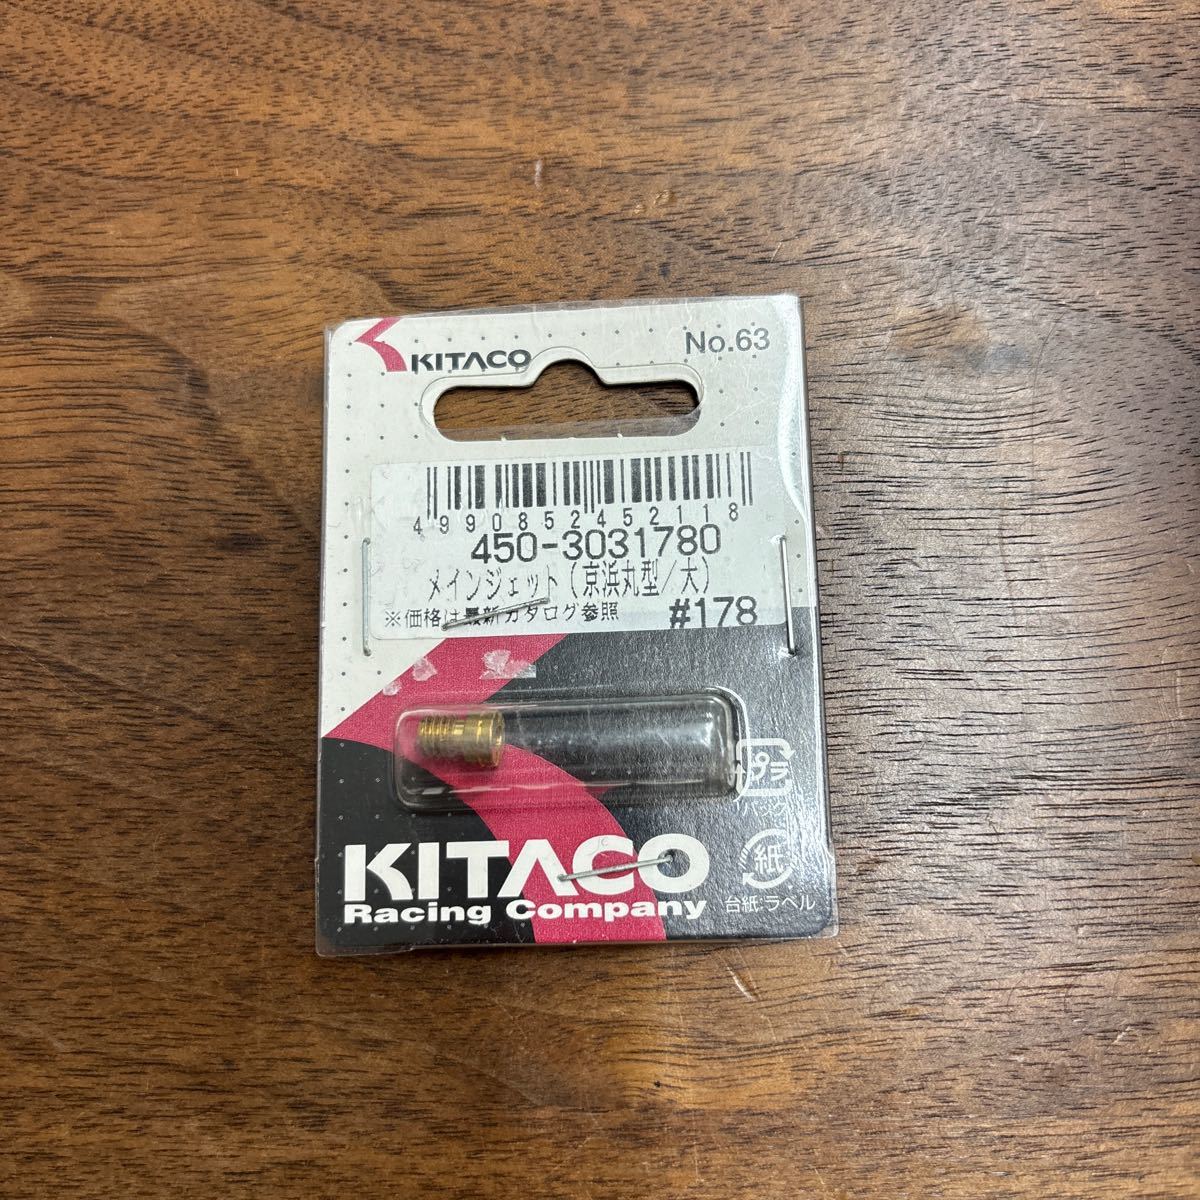 KITACO
No.63
4990852452118
450-3031780
メインジェット(京浜丸型/大)
※価格は最新カタログ参照 #178
プラ
紙
台紙:ラベル
KITACO
Racing Company